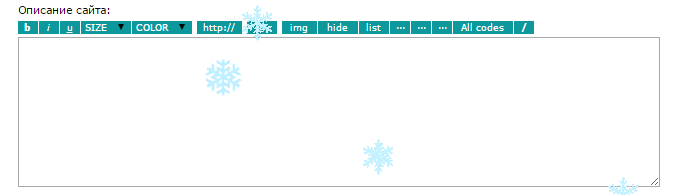 Описание сайта:
b i u SIZE ▼ COLOR ▼ http:// img hide list ··· ··· ··· All codes /